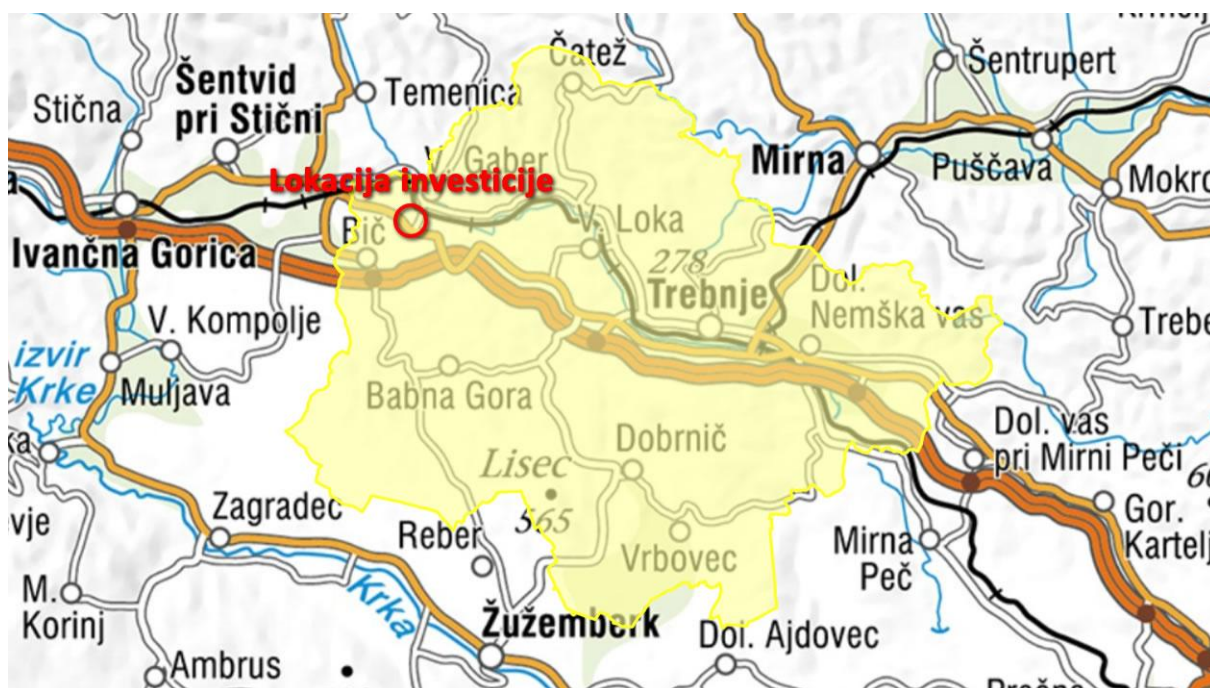 Čatež
Šentrupert
Šentvid
pri Stični
Temenica
Stična
V. Gaber
Mirna
Puščava
Lokacija investicije
Mokro
Bič
V. Loka
Ivančna Gorica
278
Trebnje
Dol.
Nemška vas
V. Kompolje
Trebe
izvir
Krke
Muljava
Babna Gora
Dobrnič
Dol. vas
pri Mirni Peči
Lisec
565
Zagradec
Reber
Gor.
Kartelj
Vrbovec
Mirna
Peč
M.
Korinj
Krka
Žužemberk
Dol. Ajdovec
Ambrus